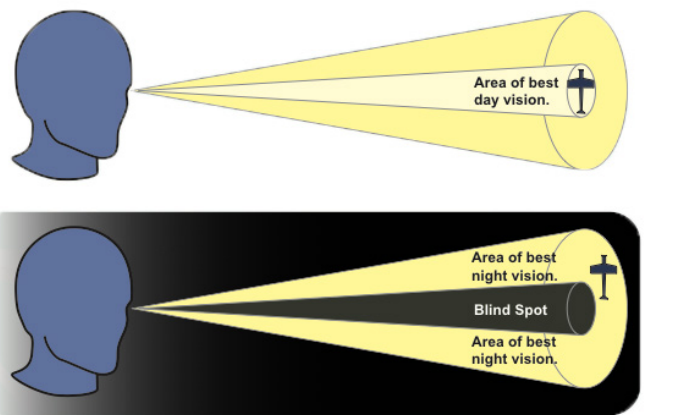 Area of best
day vision.
Area of best
night vision.
Blind Spot
Area of best
night vision.